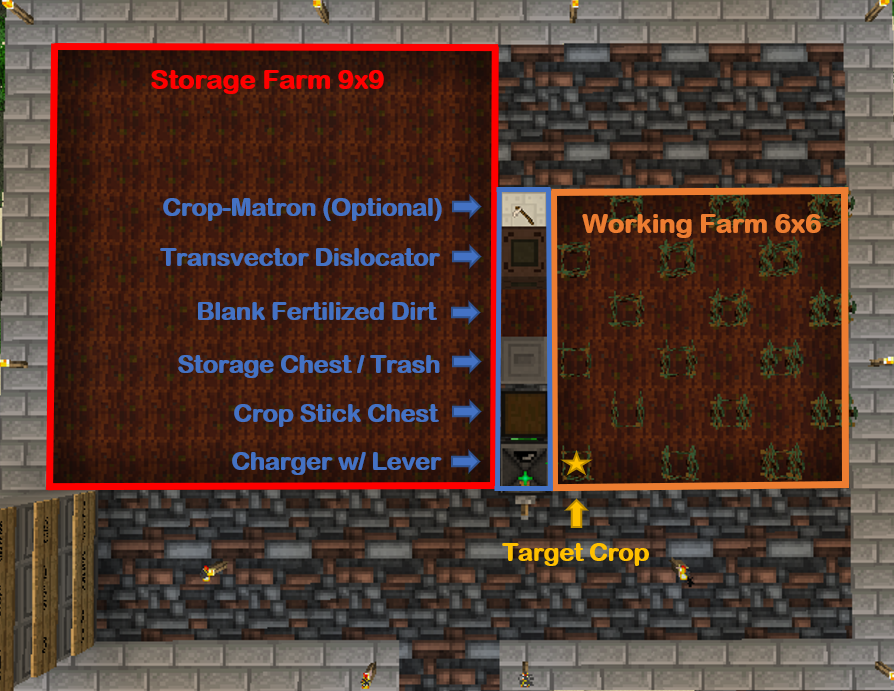 Storage Farm 9x9
Crop-Matron (Optional)
Working Farm 6x6
Transvector Dislocator
Blank Fertilized Dirt
Storage Chest / Trash
Crop Stick Chest
Charger w/ Lever
Target Crop